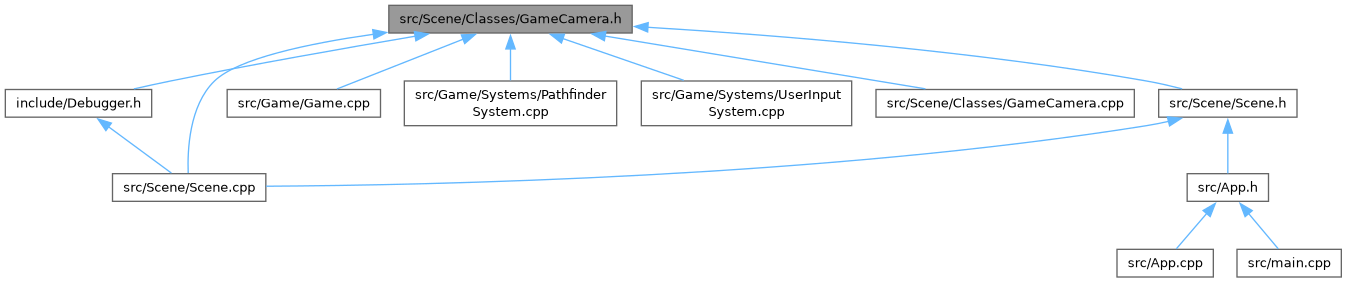 src/Scene/Classes/GameCamera.h
include/Debugger.h
src/Game/Game.cpp
src/Game/Systems/Pathfinder
System.cpp
src/Game/Systems/UserInput
System.cpp
src/Scene/Classes/GameCamera.cpp
src/Scene/Scene.h
src/Scene/Scene.cpp
src/App.h
src/App.cpp
src/main.cpp